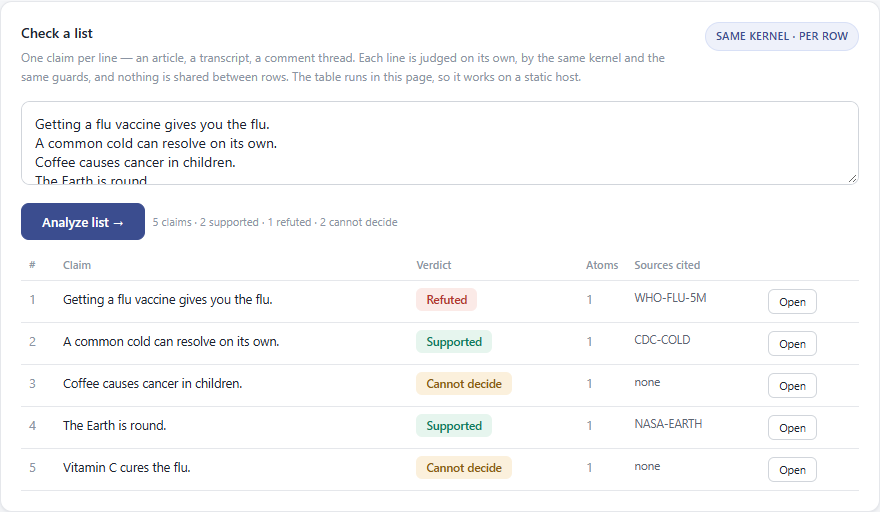 Check a list
SAME KERNEL · PER ROW
One claim per line — an article, a transcript, a comment thread. Each line is judged on its own, by the same kernel and the
same guards, and nothing is shared between rows. The table runs in this page, so it works on a static host.
Getting a flu vaccine gives you the flu.
A common cold can resolve on its own.
Coffee causes cancer in children.
The Earth is round.
Analyze list →
5 claims · 2 supported · 1 refuted · 2 cannot decide
# Claim Verdict Atoms Sources cited
1 Getting a flu vaccine gives you the flu. Refuted 1 WHO-FLU-5M Open
2 A common cold can resolve on its own. Supported 1 CDC-COLD Open
3 Coffee causes cancer in children. Cannot decide 1 none Open
4 The Earth is round. Supported 1 NASA-EARTH Open
5 Vitamin C cures the flu. Cannot decide 1 none Open